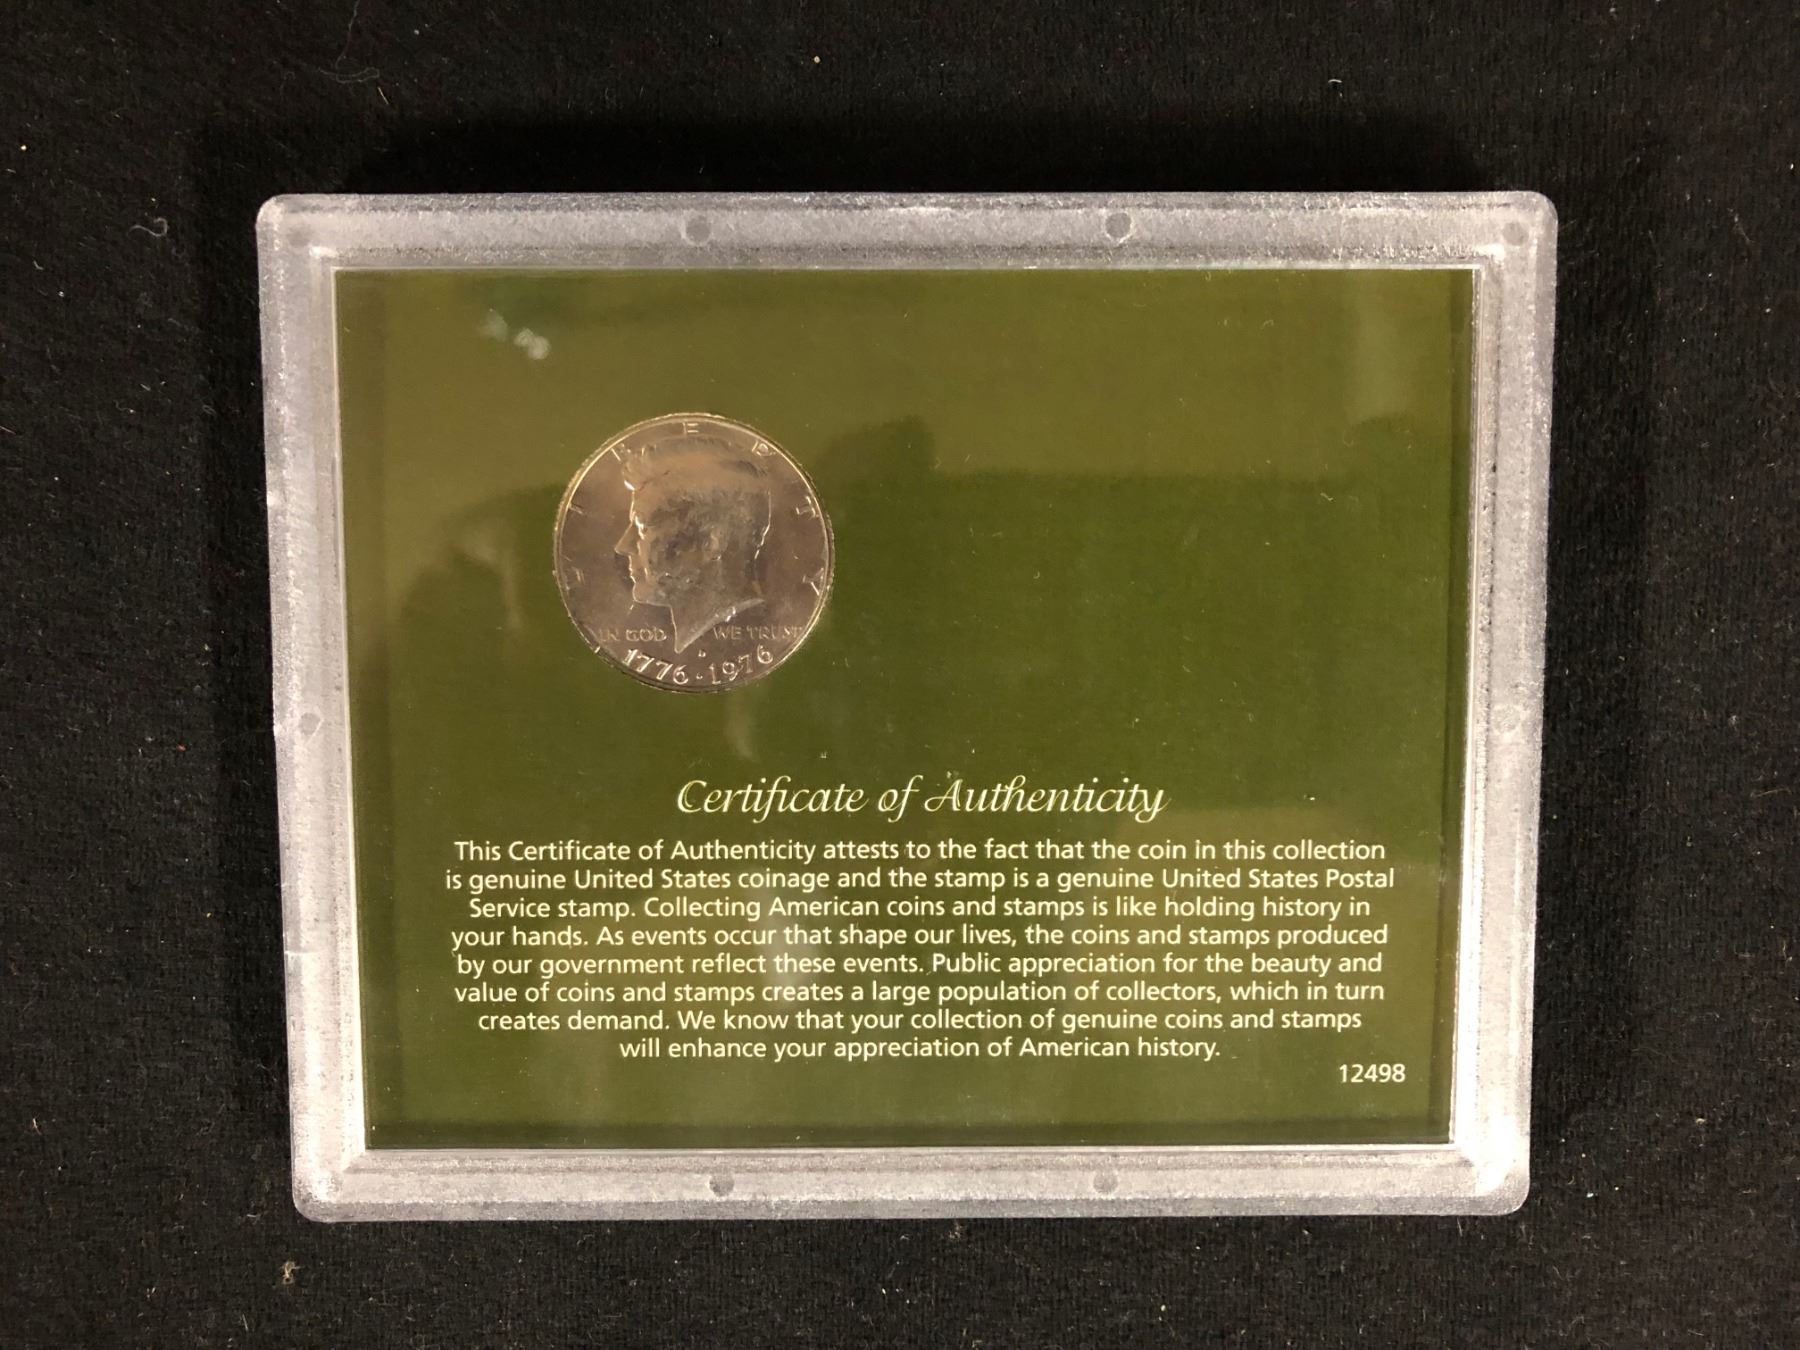 LIBERTY
IN GOD WE TRUST
D
1776·1976
Certificate of Authenticity
This Certificate of Authenticity attests to the fact that the coin in this collection
is genuine United States coinage and the stamp is a genuine United States Postal
Service stamp. Collecting American coins and stamps is like holding history in
your hands. As events occur that shape our lives, the coins and stamps produced
by our government reflect these events. Public appreciation for the beauty and
value of coins and stamps creates a large population of collectors, which in turn
creates demand. We know that your collection of genuine coins and stamps
will enhance your appreciation of American history.
12498